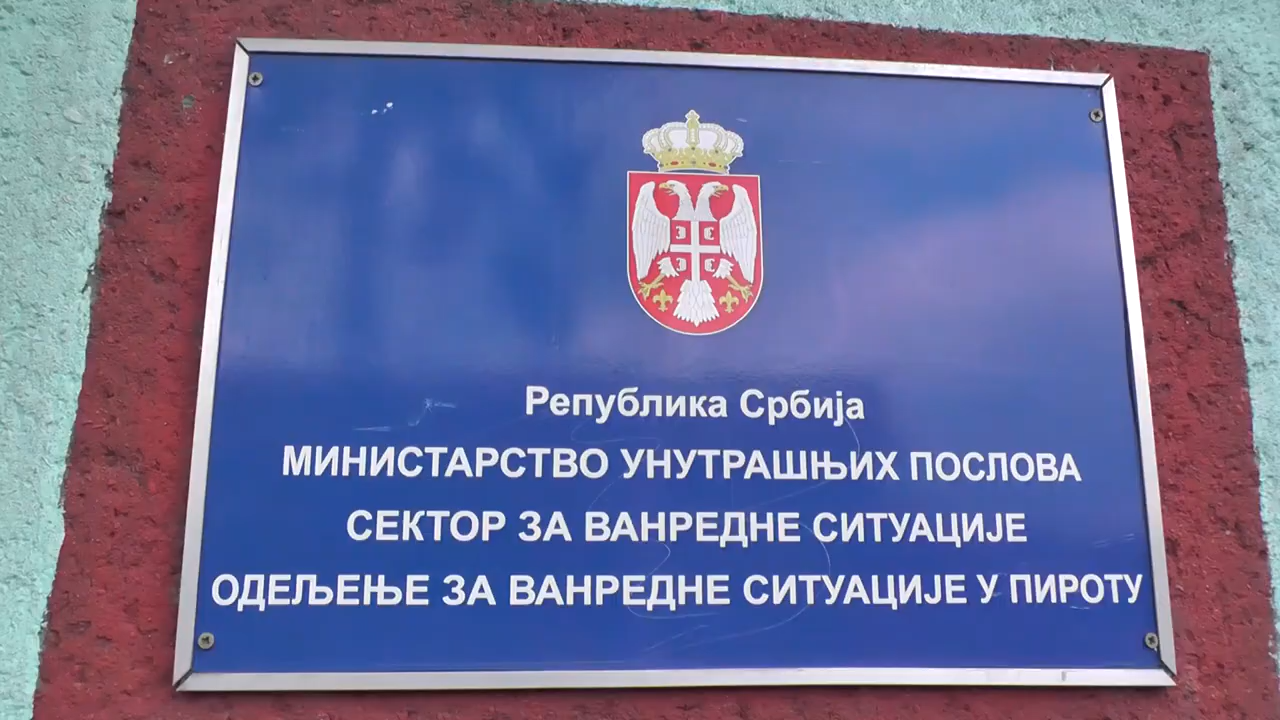 Република Србија
МИНИСТАРСТВО УНУТРАШЊИХ ПОСЛОВА
СЕКТОР ЗА ВАНРЕДНЕ СИТУАЦИЈЕ
ОДЕЉЕЊЕ ЗА ВАНРЕДНЕ СИТУАЦИЈЕ У ПИРОТУ